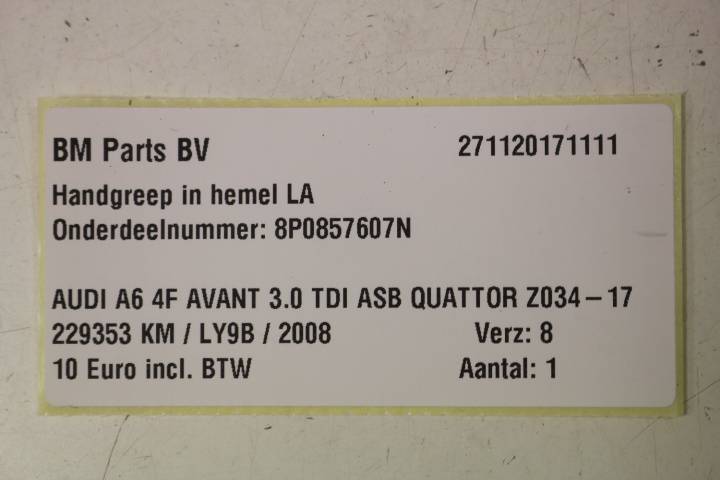 BM Parts BV 271120171111
Handgreep in hemel LA
Onderdeelnummer: 8P0857607N
AUDI A6 4F AVANT 3.0 TDI ASB QUATTOR Z034-17
229353 KM / LY9B / 2008 Verz: 8
10 Euro incl. BTW Aantal: 1